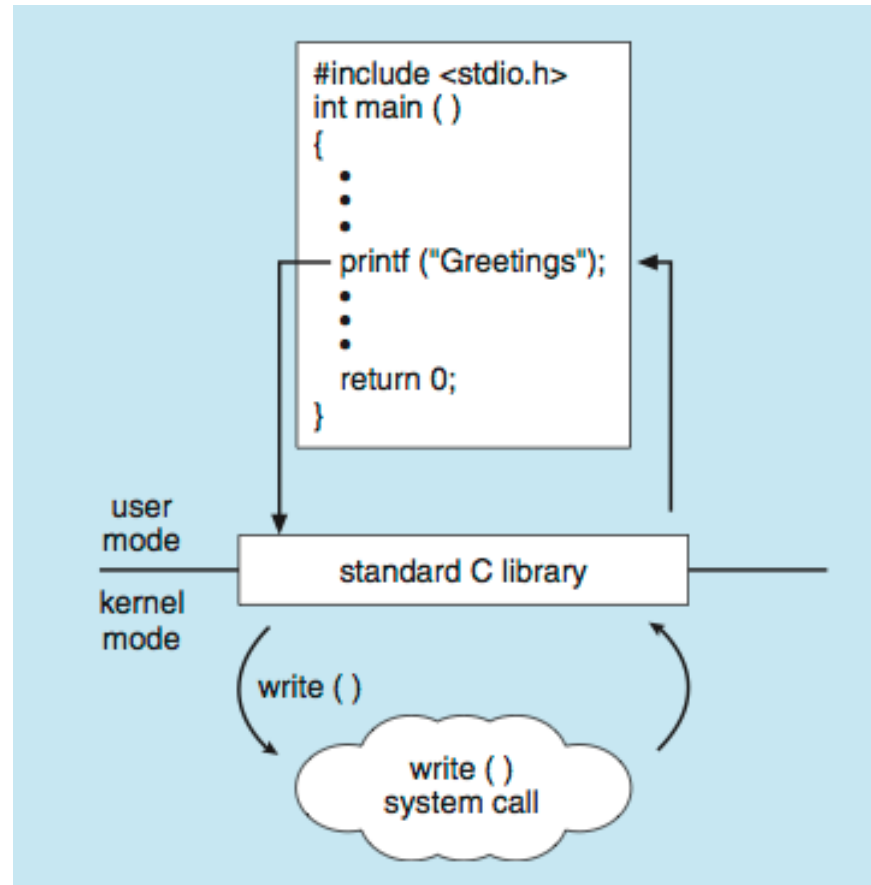 #include <stdio.h>
int main ( )
{
•
•
•
printf ("Greetings");
•
•
•
return 0;
}
user
mode
standard C library
kernel
mode
write ( )
write ( )
system call